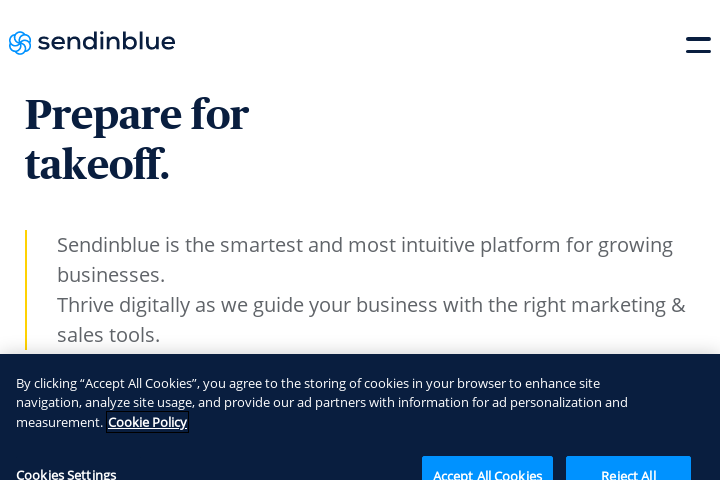 sendinblue
Prepare for
takeoff.
Sendinblue is the smartest and most intuitive platform for growing
businesses.
Thrive digitally as we guide your business with the right marketing &
sales tools.
By clicking “Accept All Cookies”, you agree to the storing of cookies in your browser to enhance site
navigation, analyze site usage, and provide our ad partners with information for ad personalization and
measurement. Cookie Policy
Cookies Settings Accept All Cookies Reject All